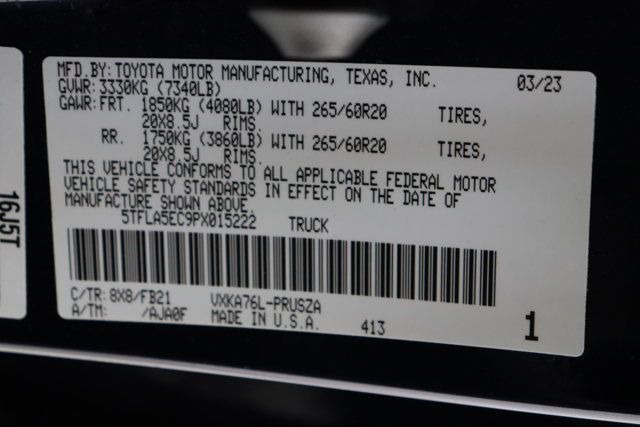 MFD.BY:TOYOTA MOTOR MANUFACTURING, TEXAS, INC. 03/23
GVWR:3330KG (7340LB)
GAWR:FRT. 1850KG (4080LB) WITH 265/60R20 TIRES,
20X8.5J RIMS.
RR. 1750KG (3860LB) WITH 265/60R20 TIRES,
20X8.5J RIMS.
THIS VEHICLE CONFORMS TO ALL APPLICABLE FEDERAL MOTOR
VEHICLE SAFETY STANDARDS IN EFFECT ON THE DATE OF
MANUFACTURE SHOWN ABOVE
5TFLA5EC9PX015222 TRUCK
C/TR:8X8/FB21 VXKA76L-PRUSZA
A/TM: /AJA0F MADE IN U.S.A. 413 1
16J5T